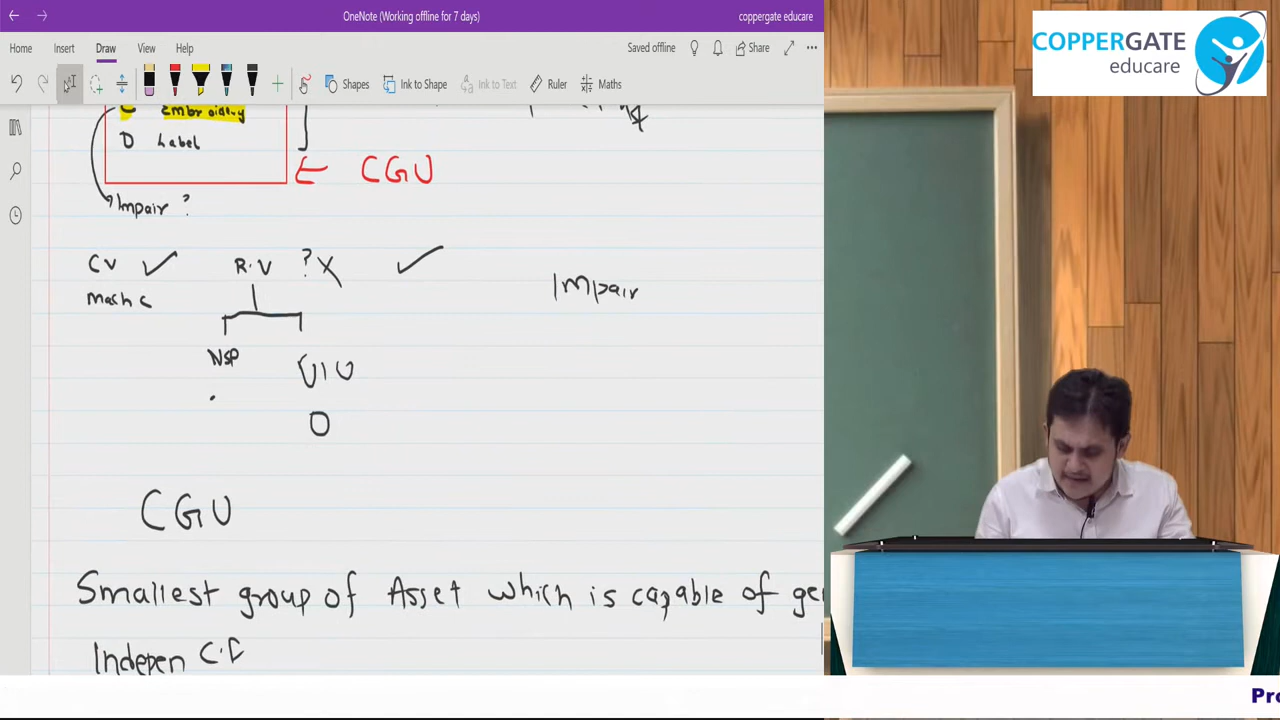 OneNote (Working offline for 7 days)
coppergate educare
Home Insert Draw View Help
Saved offline Share
Shapes Ink to Shape Ink to Text Ruler Maths
COPPERGATE
educare
C Embroidery
D Label
CGU
Impair ?
CV R.V ?
Mach C
Impair
NSP VIU
0
CGU
Smallest group of Asset which is capable of ge
Indepen C.F
Pro